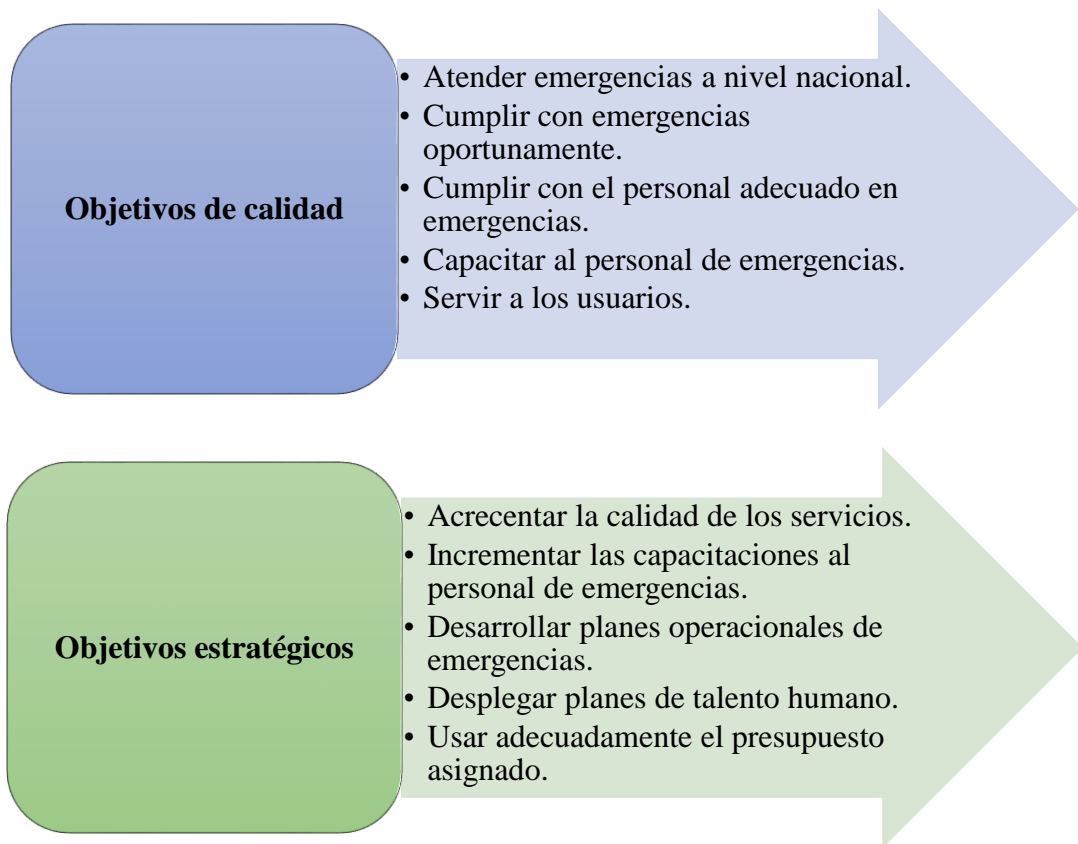 Objetivos de calidad
• Atender emergencias a nivel nacional.
• Cumplir con emergencias
oportunamente.
• Cumplir con el personal adecuado en
emergencias.
• Capacitar al personal de emergencias.
• Servir a los usuarios.
Objetivos estratégicos
• Acrecentar la calidad de los servicios.
• Incrementar las capacitaciones al
personal de emergencias.
• Desarrollar planes operacionales de
emergencias.
• Desplegar planes de talento humano.
• Usar adecuadamente el presupuesto
asignado.